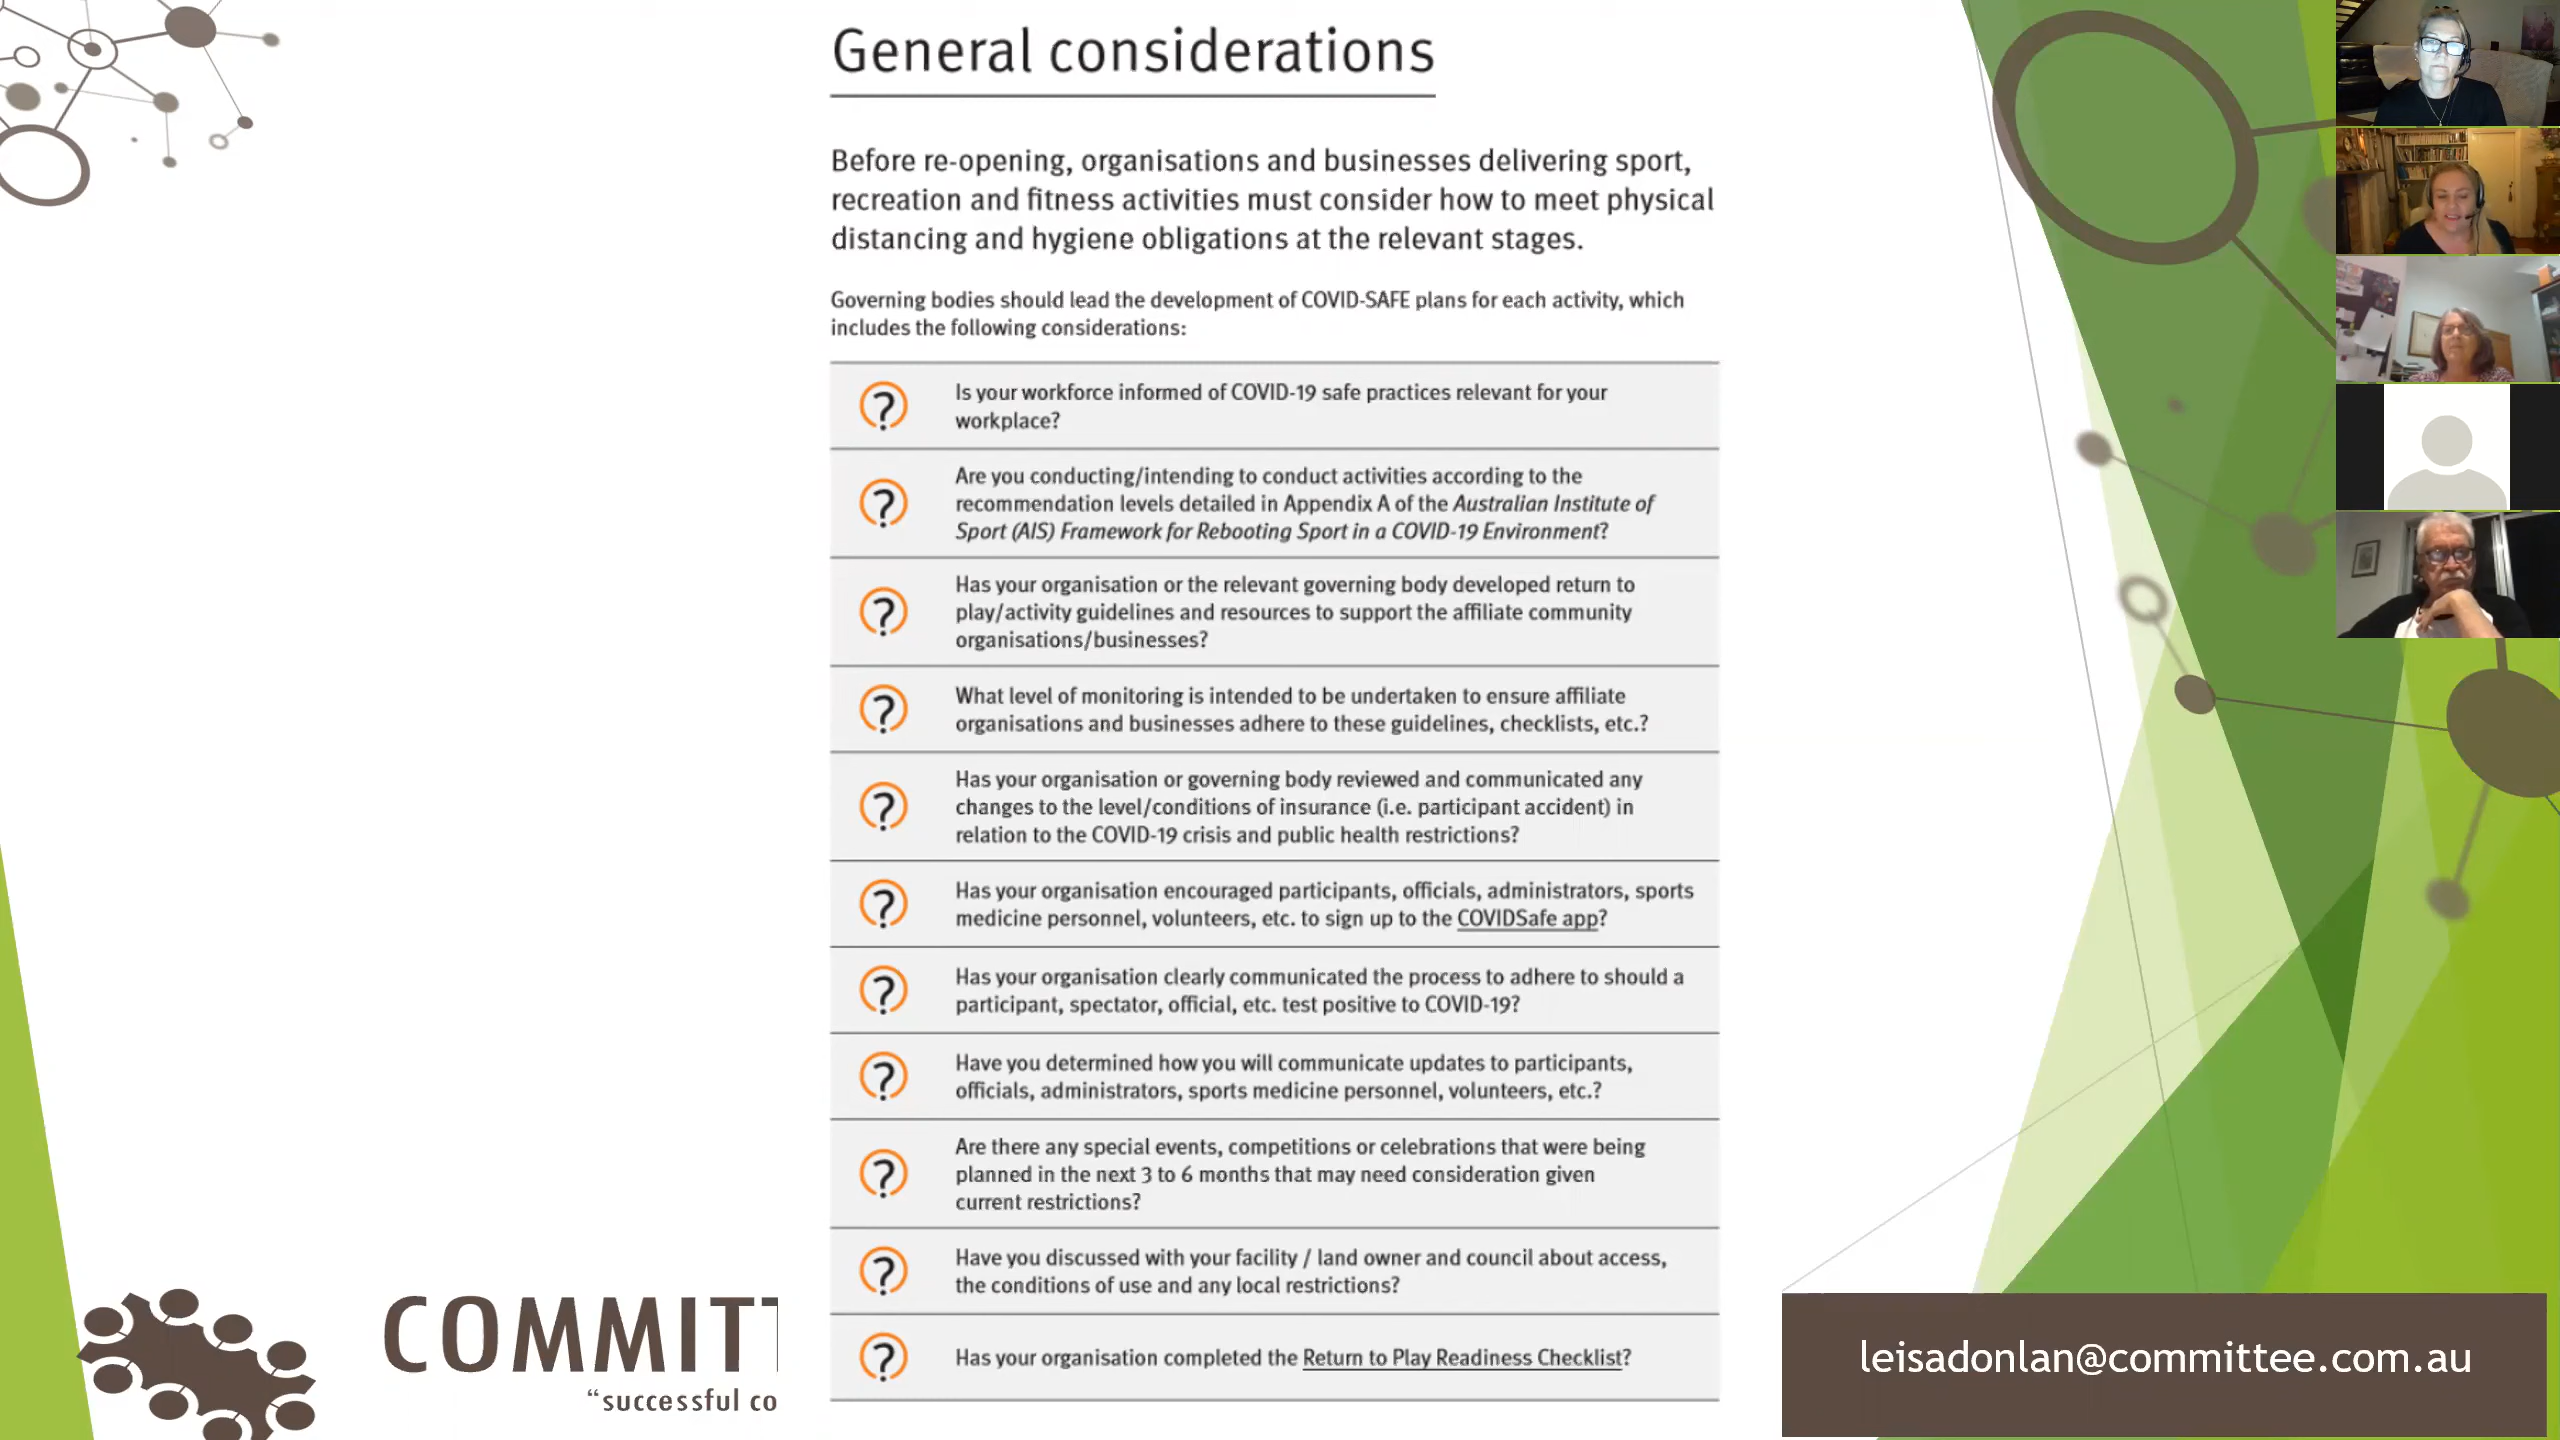 General considerations
Before re-opening, organisations and businesses delivering sport,
recreation and fitness activities must consider how to meet physical
distancing and hygiene obligations at the relevant stages.
Governing bodies should lead the development of COVID-SAFE plans for each activity, which
includes the following considerations:
Is your workforce informed of COVID-19 safe practices relevant for your
workplace?
Are you conducting/intending to conduct activities according to the
recommendation levels detailed in Appendix A of the Australian Institute of
Sport (AIS) Framework for Rebooting Sport in a COVID-19 Environment?
Has your organisation or the relevant governing body developed return to
play/activity guidelines and resources to support the affiliate community
organisations/businesses?
What level of monitoring is intended to be undertaken to ensure affiliate
organisations and businesses adhere to these guidelines, checklists, etc.?
Has your organisation or governing body reviewed and communicated any
changes to the level/conditions of insurance (i.e. participant accident) in
relation to the COVID-19 crisis and public health restrictions?
Has your organisation encouraged participants, officials, administrators, sports
medicine personnel, volunteers, etc. to sign up to the COVIDSafe app?
Has your organisation clearly communicated the process to adhere to should a
participant, spectator, official, etc. test positive to COVID-19?
Have you determined how you will communicate updates to participants,
officials, administrators, sports medicine personnel, volunteers, etc.?
Are there any special events, competitions or celebrations that were being
planned in the next 3 to 6 months that may need consideration given
current restrictions?
Have you discussed with your facility / land owner and council about access,
the conditions of use and any local restrictions?
Has your organisation completed the Return to Play Readiness Checklist?
COMMITT
“successful co
leisadonlan@committee.com.au